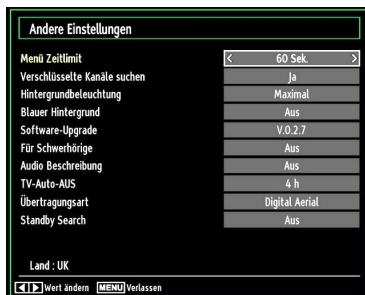 Andere Einstellungen
Menü Zeitlimit < 60 Sek. >
Verschlüsselte Kanäle suchen Ja
Hintergrundbeleuchtung Maximal
Blauer Hintergrund Aus
Software-Upgrade V.0.2.7
Für Schwerhörige Aus
Audio Beschreibung Aus
TV-Auto-AUS 4 h
Übertragungsart Digital Aerial
Standby Search Aus
Land : UK
Wert ändern MENU Verlassen